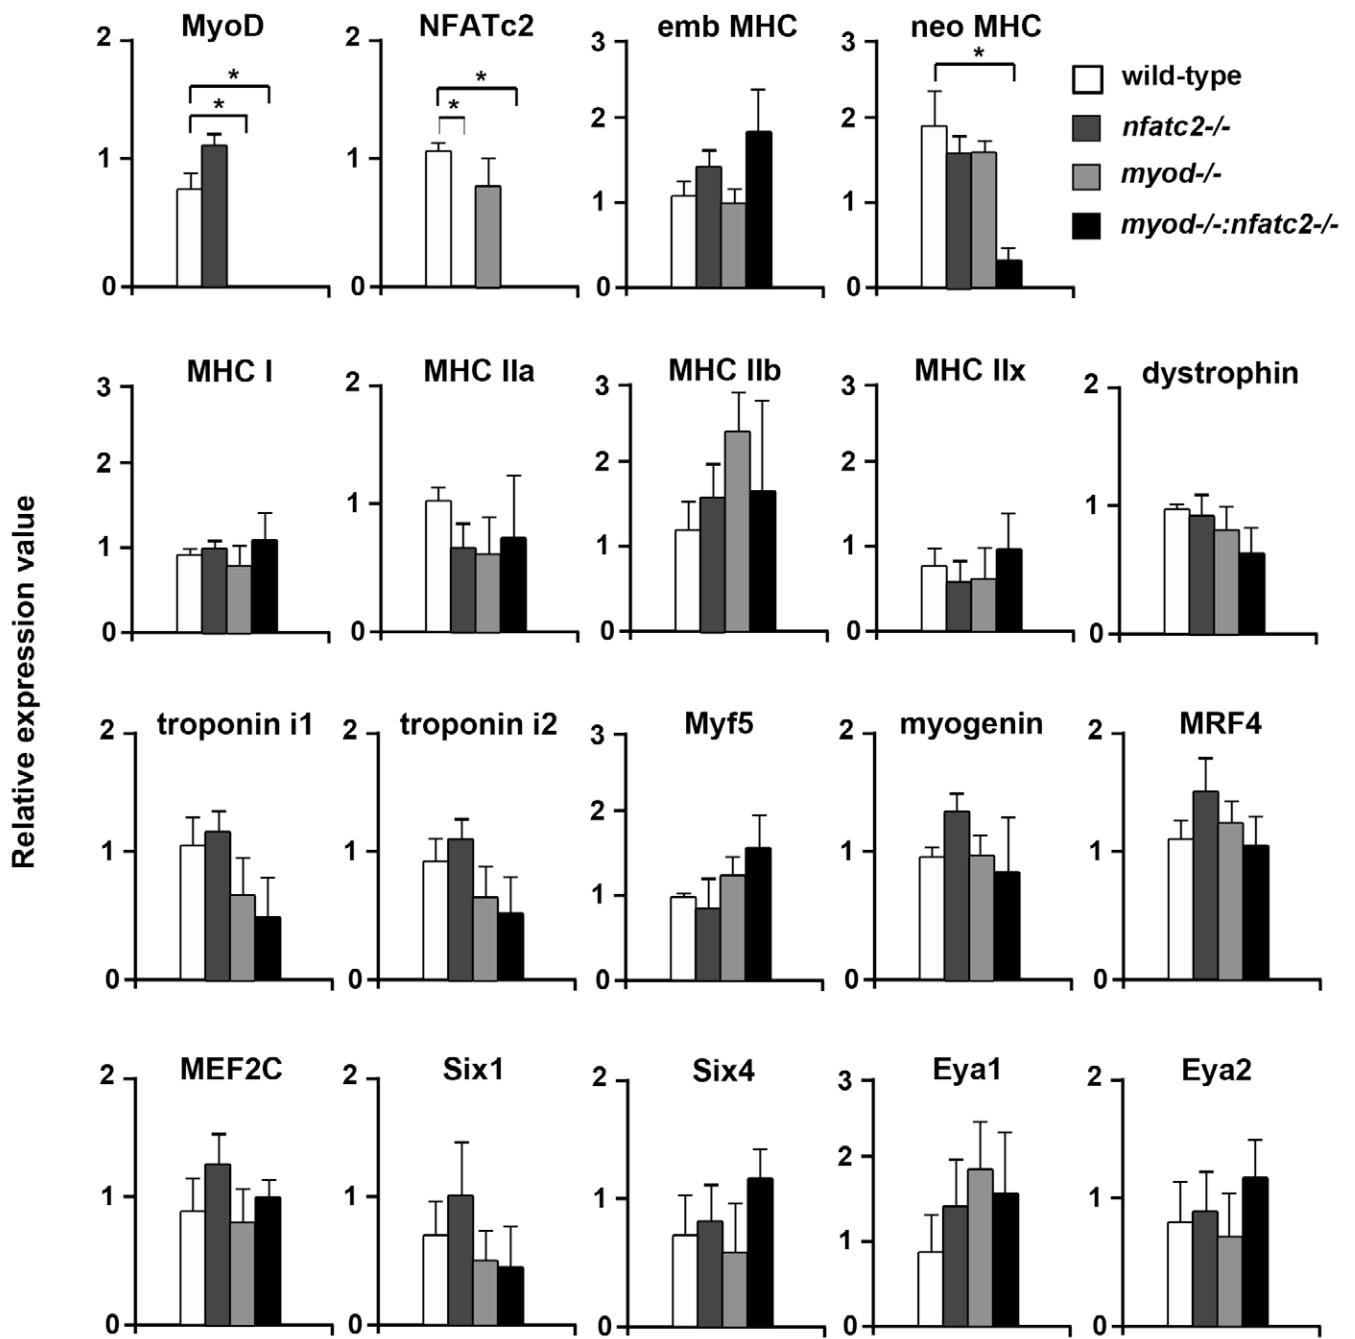 MyoD
NFATc2
emb MHC
neo MHC
2
1
0
*
*
2
1
0
*
*
3
2
1
0
3
2
1
0
*
wild-type
nfatc2-/-
myod-/-
myod-/-:nfatc2-/-
Relative expression value
MHC I
MHC IIa
MHC IIb
MHC IIx
dystrophin
3
2
1
0
2
1
0
3
2
1
0
3
2
1
0
2
1
0
troponin i1
troponin i2
Myf5
myogenin
MRF4
2
1
0
2
1
0
3
2
1
0
2
1
0
2
1
0
MEF2C
Six1
Six4
Eya1
Eya2
2
1
0
2
1
0
2
1
0
3
2
1
0
2
1
0